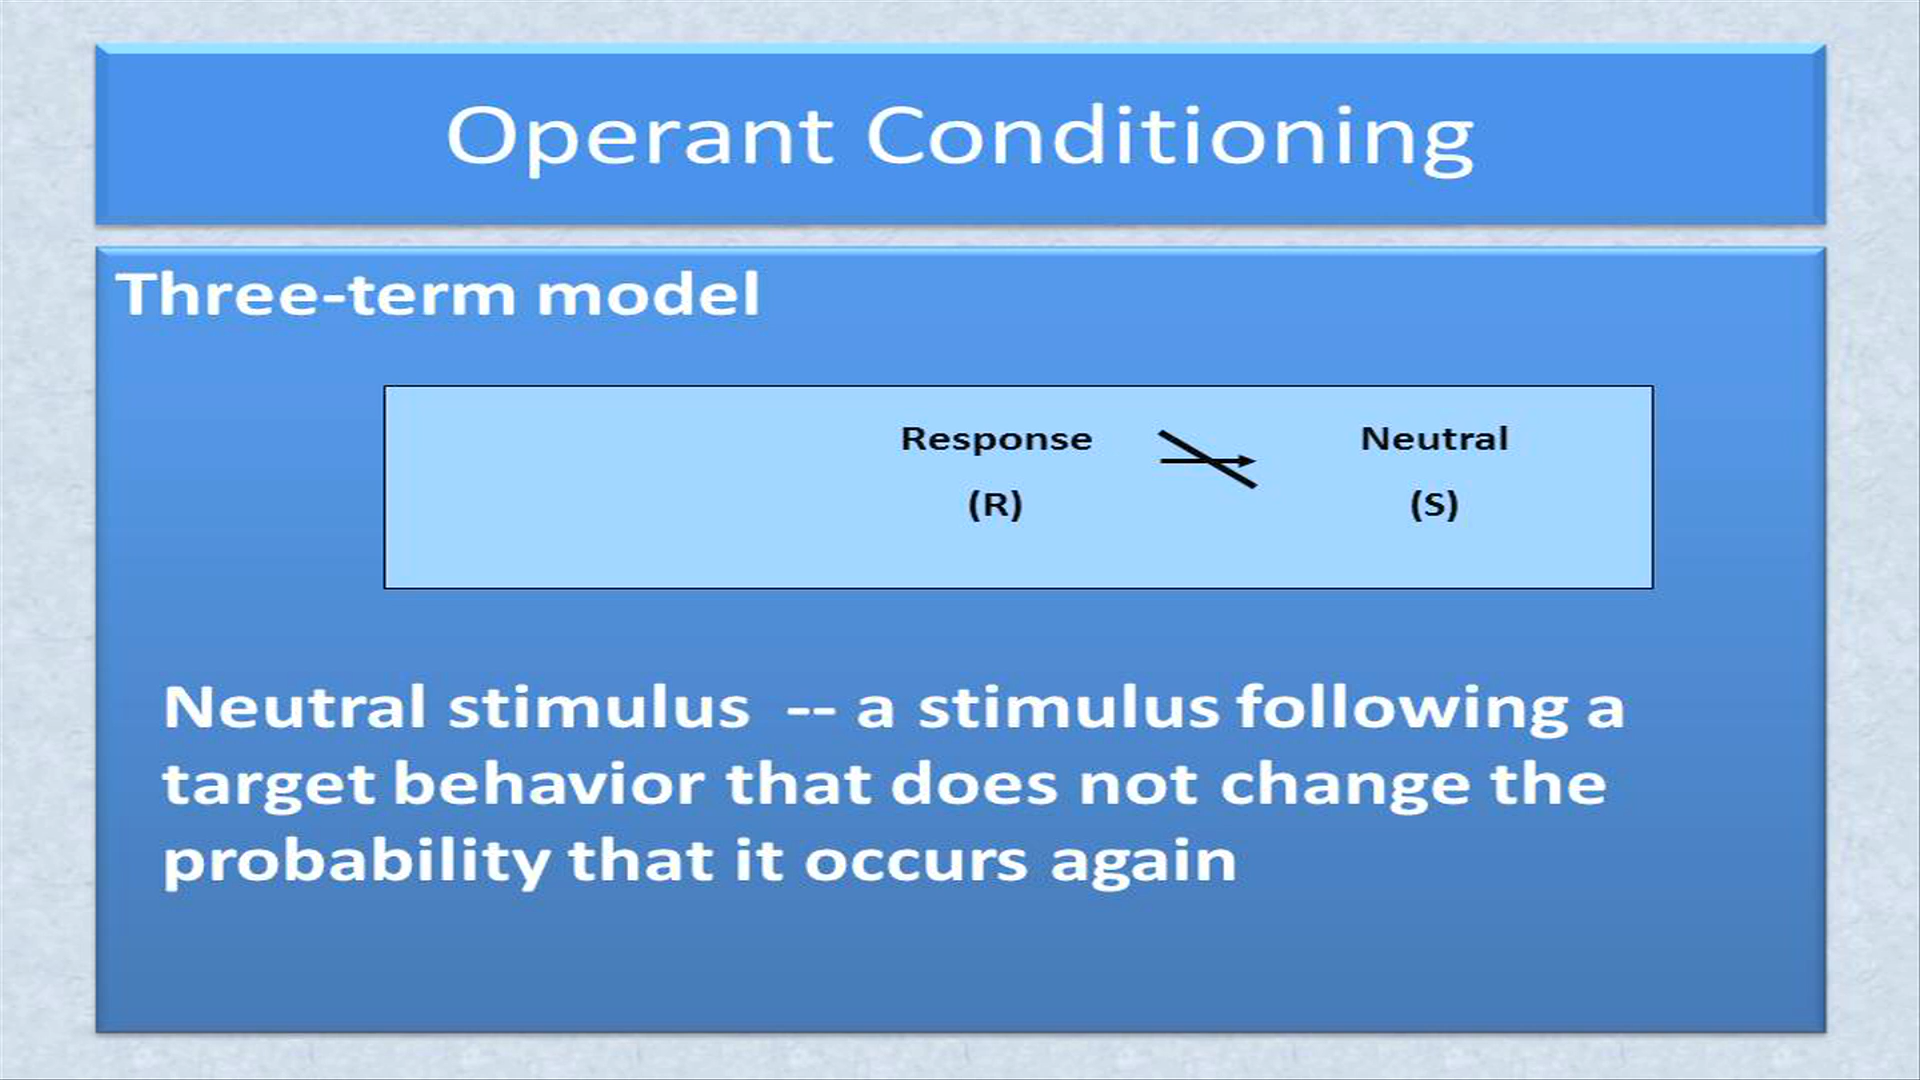 Operant Conditioning
Three-term model
Response Neutral
(R) (S)
Neutral stimulus -- a stimulus following a
target behavior that does not change the
probability that it occurs again